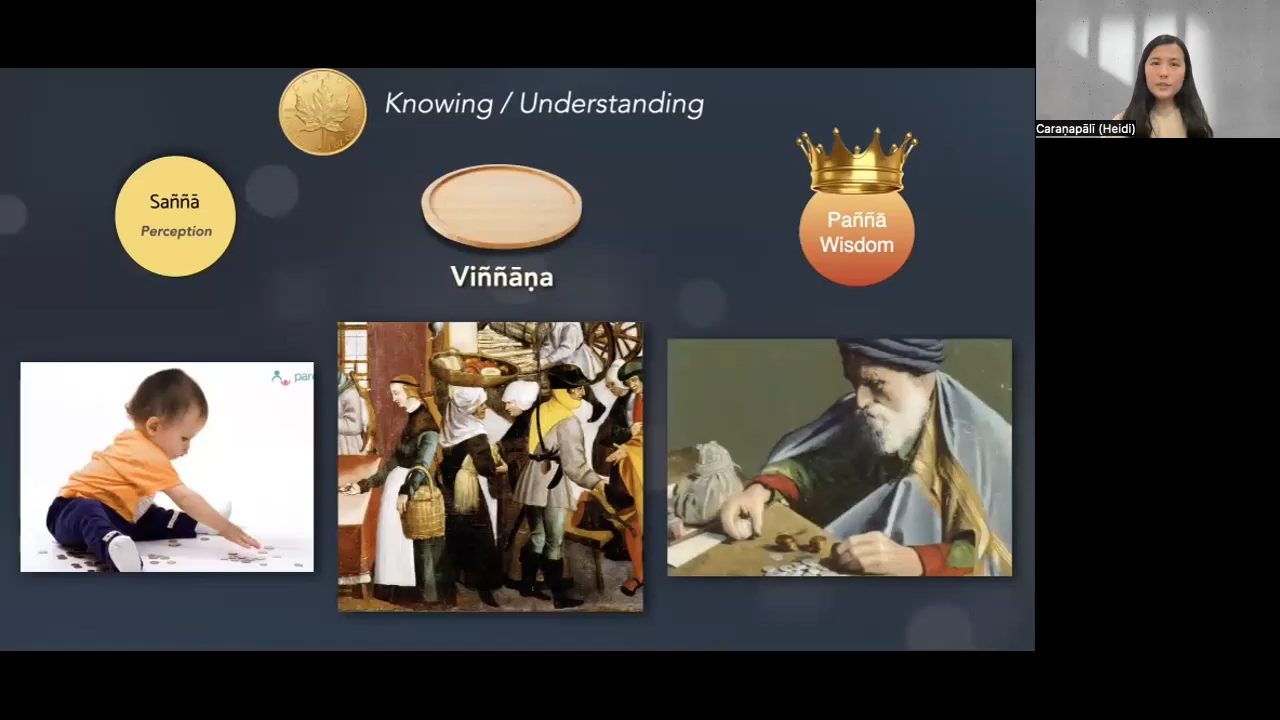 Knowing / Understanding
Saññā
Perception
Viññāṇa
Paññā
Wisdom
Caraṇapālī (Heidi)